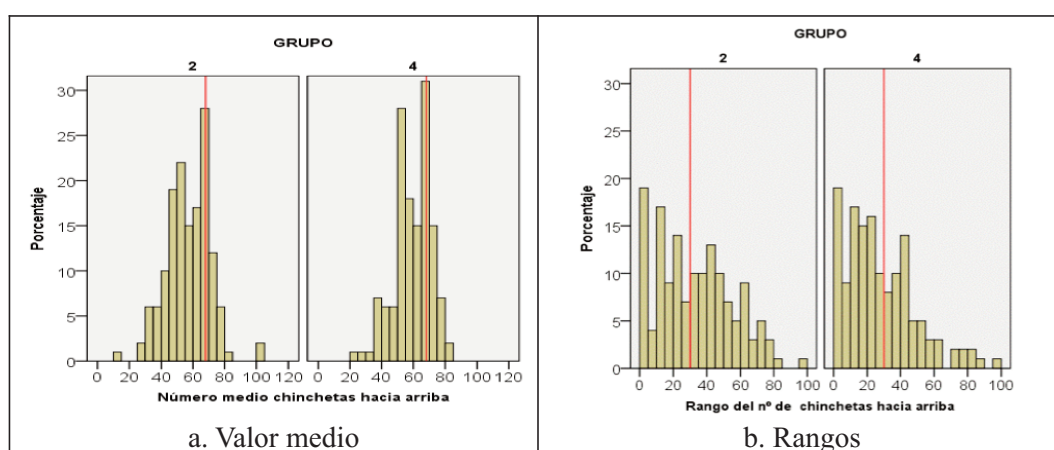 GRUPO
2 4
Porcentaje
30
25
20
15
10
5
0
0 20 40 60 80 100 120 0 20 40 60 80 100 120
Número medio chinchetas hacia arriba
a. Valor medio
GRUPO
2 4
Porcentaje
30
25
20
15
10
5
0
0 20 40 60 80 100 0 20 40 60 80 100
Rango del nº de chinchetas hacia arriba
b. Rangos